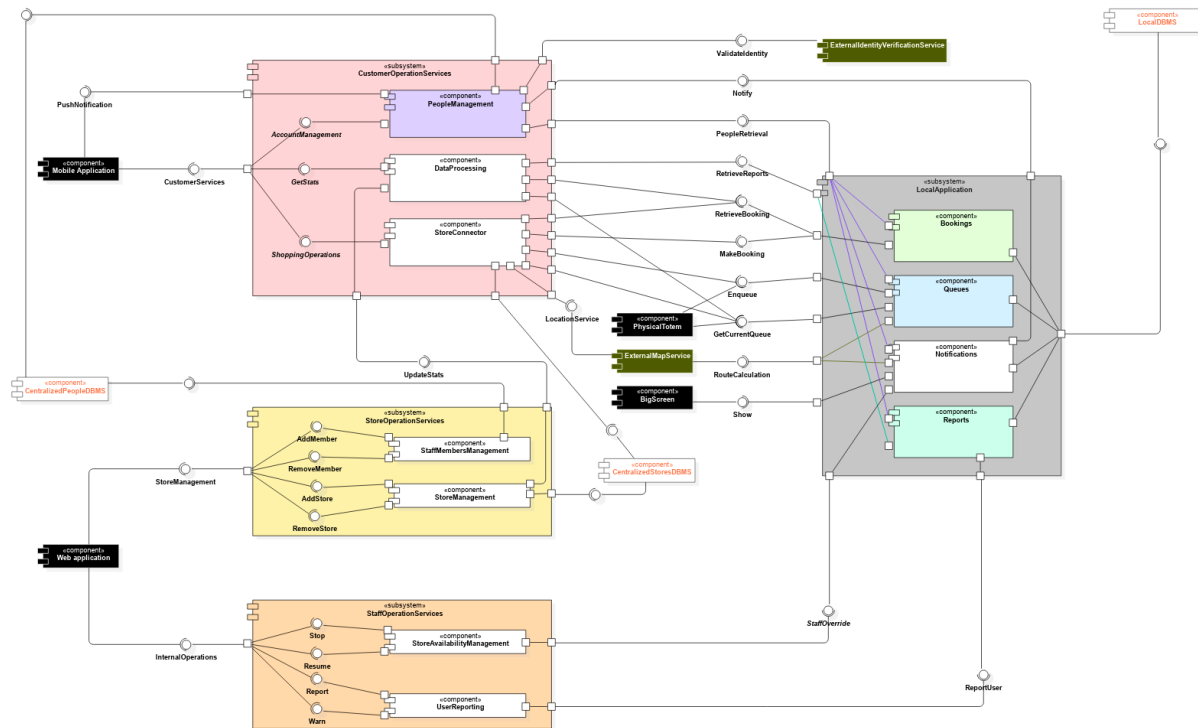 «component»
LocalDBMS
«component»
ExternalIdentityVerificationService
ValidateIdentity
«subsystem»
CustomerOperationServices
Notify
«component»
PeopleManagement
PushNotification
PeopleRetrieval
AccountManagement
«component»
Mobile Application
«component»
DataProcessing
RetrieveReports
CustomerServices
GetStats
«subsystem»
LocalApplication
RetrieveBooking
«component»
Bookings
«component»
StoreConnector
MakeBooking
ShoppingOperations
«component»
Queues
Enqueue
LocationService
«component»
PhysicalTotem
GetCurrentQueue
«component»
Notifications
«component»
ExternalMapService
RouteCalculation
UpdateStats
«component»
CentralizedPeopleDBMS
«component»
BigScreen
Show
«subsystem»
StoreOperationServices
«component»
Reports
AddMember
«component»
StaffMembersManagement
RemoveMember
«component»
CentralizedStoresDBMS
StoreManagement
«component»
StoreManagement
AddStore
RemoveStore
«component»
Web application
«subsystem»
StaffOperationServices
StaffOverride
Stop
«component»
StoreAvailabilityManagement
InternalOperations
Resume
Report
ReportUser
«component»
UserReporting
Warn